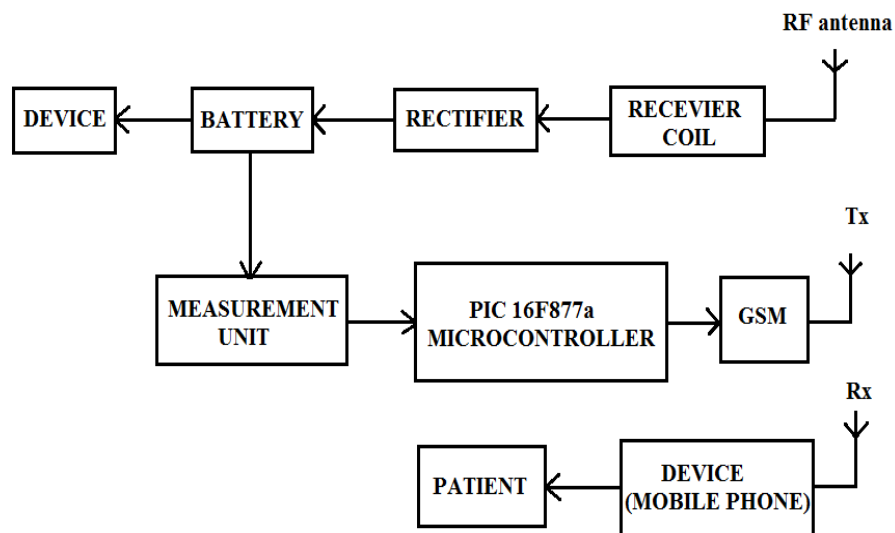 RF antenna
DEVICE
BATTERY
RECTIFIER
RECEVIER
COIL
Tx
MEASUREMENT
UNIT
PIC 16F877a
MICROCONTROLLER
GSM
Rx
PATIENT
DEVICE
(MOBILE PHONE)